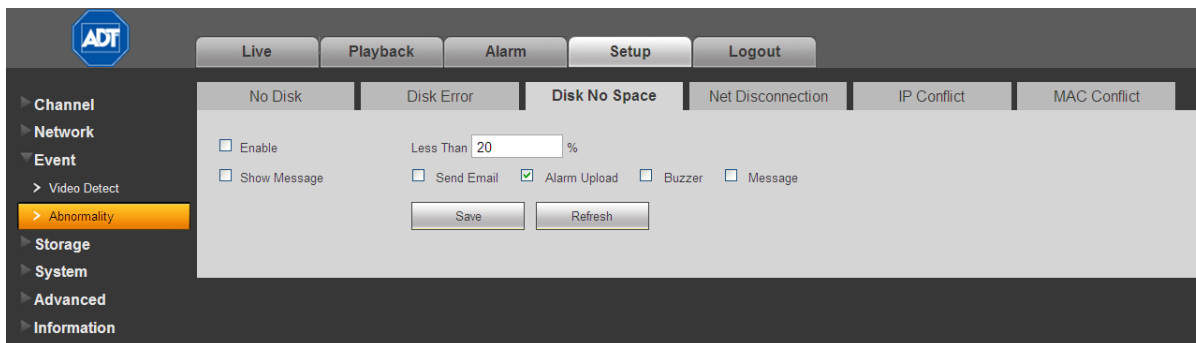 ADT
Live Playback Alarm Setup Logout
No Disk Disk Error Disk No Space Net Disconnection IP Conflict MAC Conflict
Channel
Network
Event
Video Detect
Abnormality
Storage
System
Advanced
Information
Enable Less Than 20 %
Show Message Send Email Alarm Upload Buzzer Message
Save Refresh